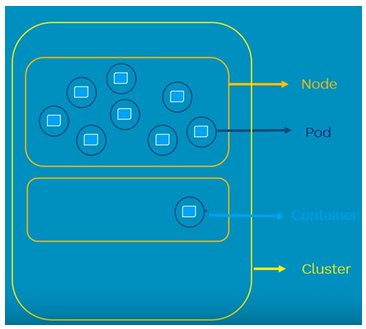 Node
Pod
Container
Cluster